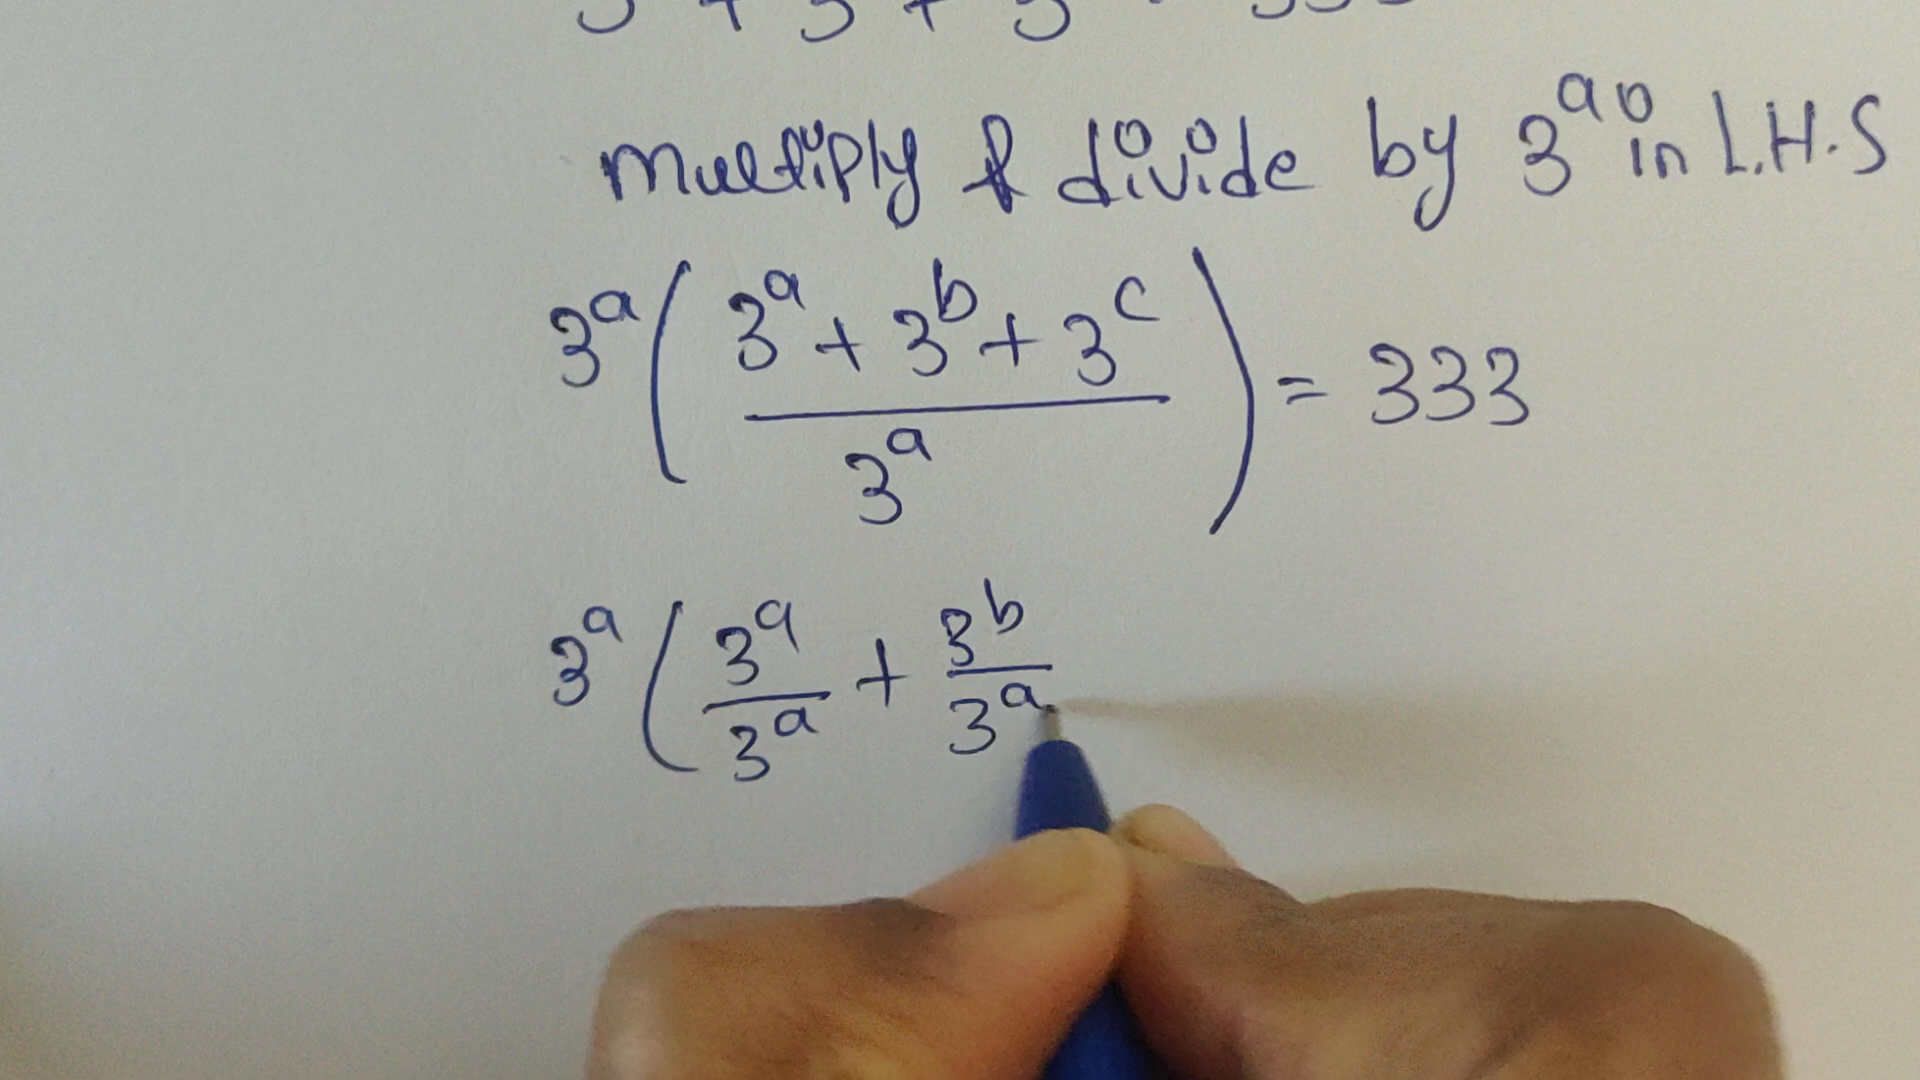 multiply & divide by 3^a in L.H.S
3^a ( (3^a + 3^b + 3^c) / 3^a ) = 333
3^a ( 3^a / 3^a + 3^b / 3^a